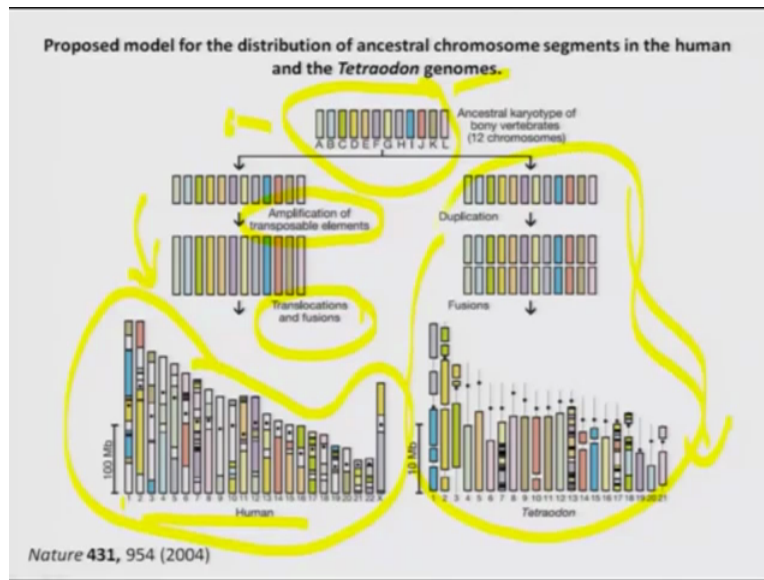 Proposed model for the distribution of ancestral chromosome segments in the human
and the Tetraodon genomes.
Ancestral karyotype of
bony vertebrates
(12 chromosomes)
A B C D E F G H I J K L
Amplification of
transposable elements
Duplication
Translocations
and fusions
Fusions
100 Mb
10 Mb
1 2 3 4 5 6 7 8 9 10 11 12 13 14 15 16 17 18 19 20 21 22 X
1 2 3 4 5 6 7 8 9 10 11 12 13 14 15 16 17 18 19 20 21
Human
Tetraodon
Nature 431, 954 (2004)